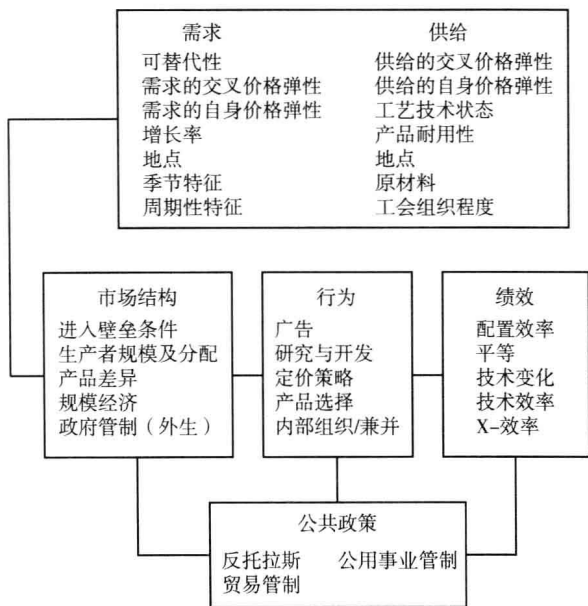 需求 供给
可替代性 供给的交叉价格弹性
需求的交叉价格弹性 供给的自身价格弹性
需求的自身价格弹性 工艺技术状态
增长率 产品耐用性
地点 地点
季节特征 原材料
周期性特征 工会组织程度
市场结构
进入壁垒条件
生产者规模及分配
产品差异
规模经济
政府管制（外生）
行为
广告
研究与开发
定价策略
产品选择
内部组织/兼并
绩效
配置效率
平等
技术变化
技术效率
X-效率
公共政策
反托拉斯 公用事业管制
贸易管制